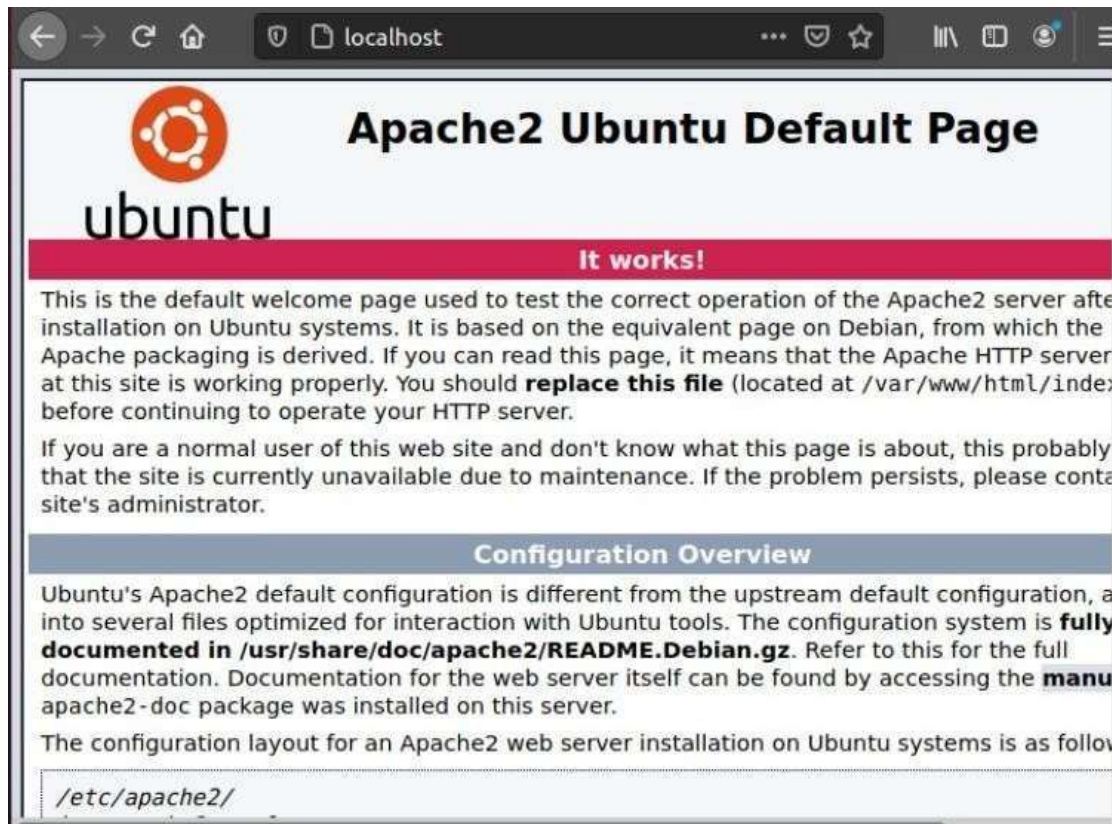 localhost
Apache2 Ubuntu Default Page
ubuntu
It works!
This is the default welcome page used to test the correct operation of the Apache2 server afte
installation on Ubuntu systems. It is based on the equivalent page on Debian, from which the
Apache packaging is derived. If you can read this page, it means that the Apache HTTP server
at this site is working properly. You should replace this file (located at /var/www/html/index
before continuing to operate your HTTP server.
If you are a normal user of this web site and don't know what this page is about, this probably
that the site is currently unavailable due to maintenance. If the problem persists, please conta
site's administrator.
Configuration Overview
Ubuntu's Apache2 default configuration is different from the upstream default configuration, a
into several files optimized for interaction with Ubuntu tools. The configuration system is fully
documented in /usr/share/doc/apache2/README.Debian.gz. Refer to this for the full
documentation. Documentation for the web server itself can be found by accessing the manu
apache2-doc package was installed on this server.
The configuration layout for an Apache2 web server installation on Ubuntu systems is as follow
/etc/apache2/